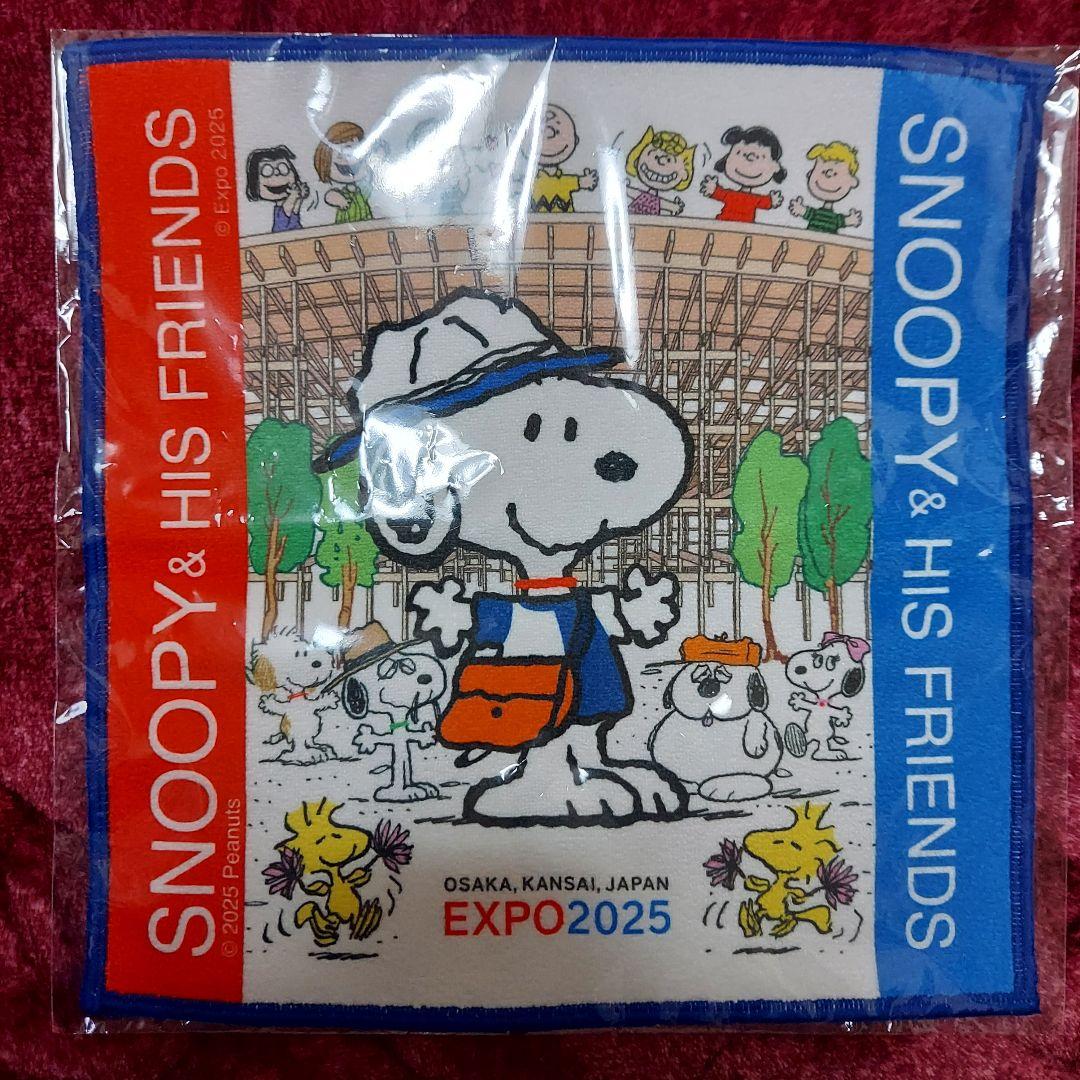 SNOOPY & HIS FRIENDS
© Expo 2025
© 2025 Peanuts
SNOOPY & HIS FRIENDS
OSAKA, KANSAI, JAPAN
EXPO2025